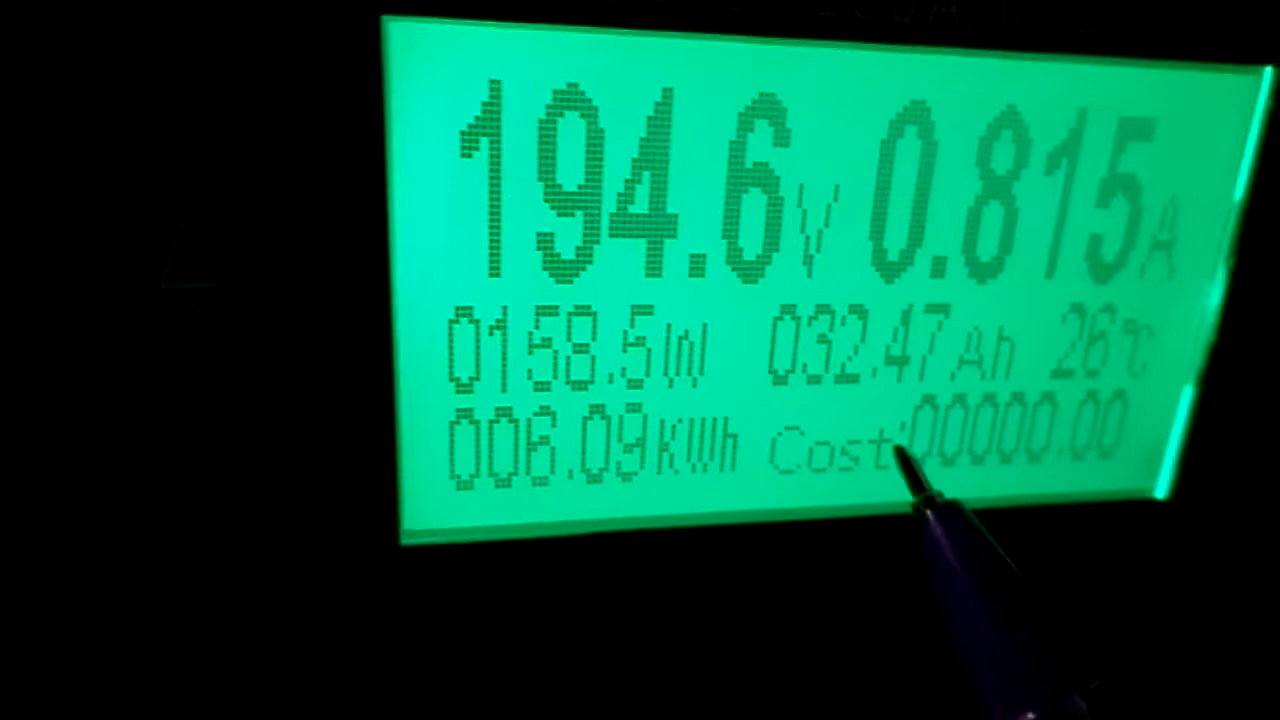 194.6V 0.815A
0158.5W 032.47Ah 26℃
006.09KWh Cost:00000.00